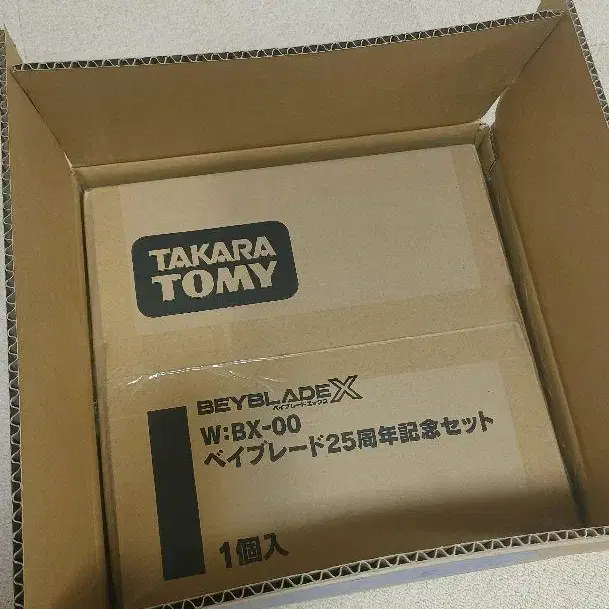 TAKARA
TOMY
BEYBLADE X
ベイブレードエックス
W:BX-00
ベイブレード25周年記念セット
1個入